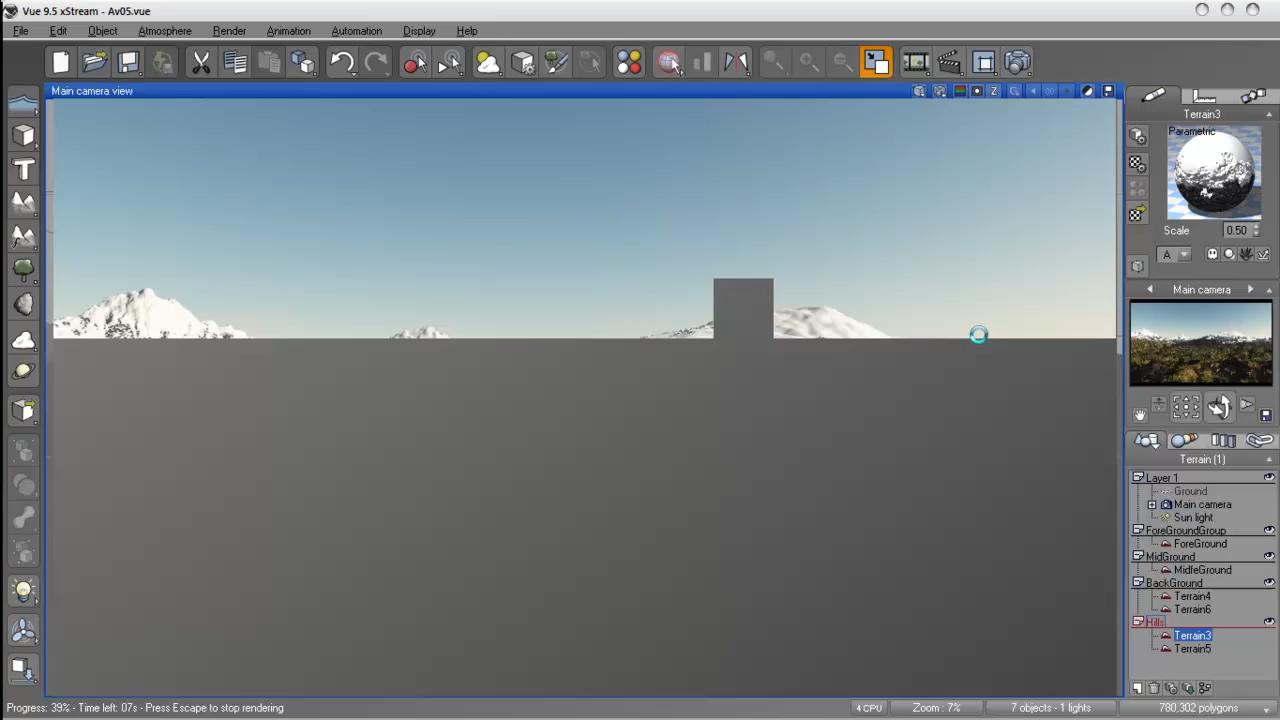 Vue 9.5 xStream - Av05.vue
File Edit Object Atmosphere Render Animation Automation Display Help
Main camera view
Z
Terrain3
Parametric
Scale 0.50
A
Main camera
Terrain (1)
Layer 1
Ground
Main camera
Sun light
ForeGroundGroup
ForeGround
MidGround
MidfeGround
BackGround
Terrain4
Terrain6
Hills
Terrain3
Terrain5
Progress: 39% - Time left: 07s - Press Escape to stop rendering
4 CPU
Zoom : 7%
7 objects - 1 lights
780,302 polygons